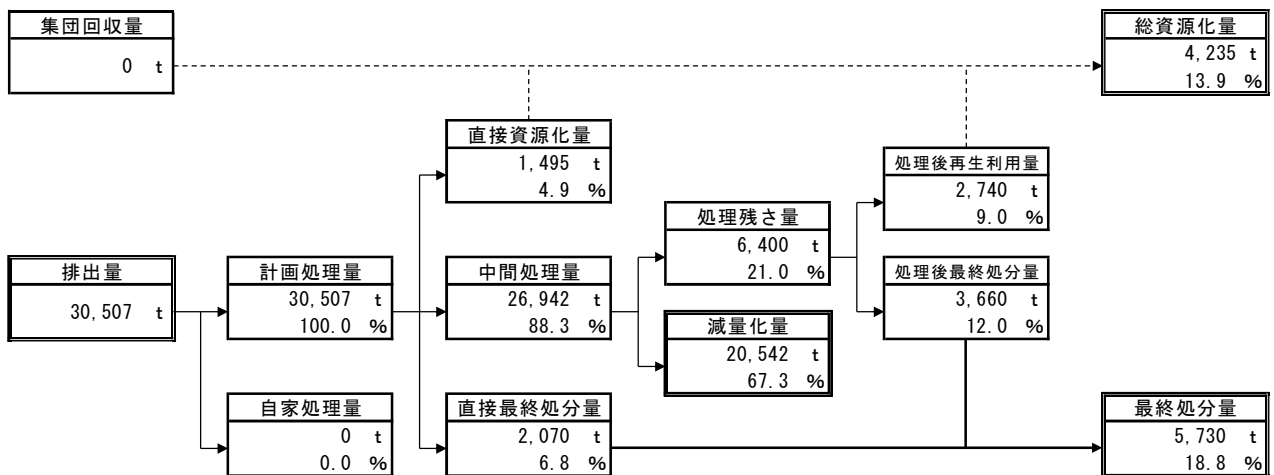 集団回収量
0 t
総資源化量
4,235 t
13.9 %
直接資源化量
1,495 t
4.9 %
処理後再生利用量
2,740 t
9.0 %
処理残さ量
6,400 t
21.0 %
排出量
30,507 t
計画処理量
30,507 t
100.0 %
中間処理量
26,942 t
88.3 %
処理後最終処分量
3,660 t
12.0 %
減量化量
20,542 t
67.3 %
自家処理量
0 t
0.0 %
直接最終処分量
2,070 t
6.8 %
最終処分量
5,730 t
18.8 %